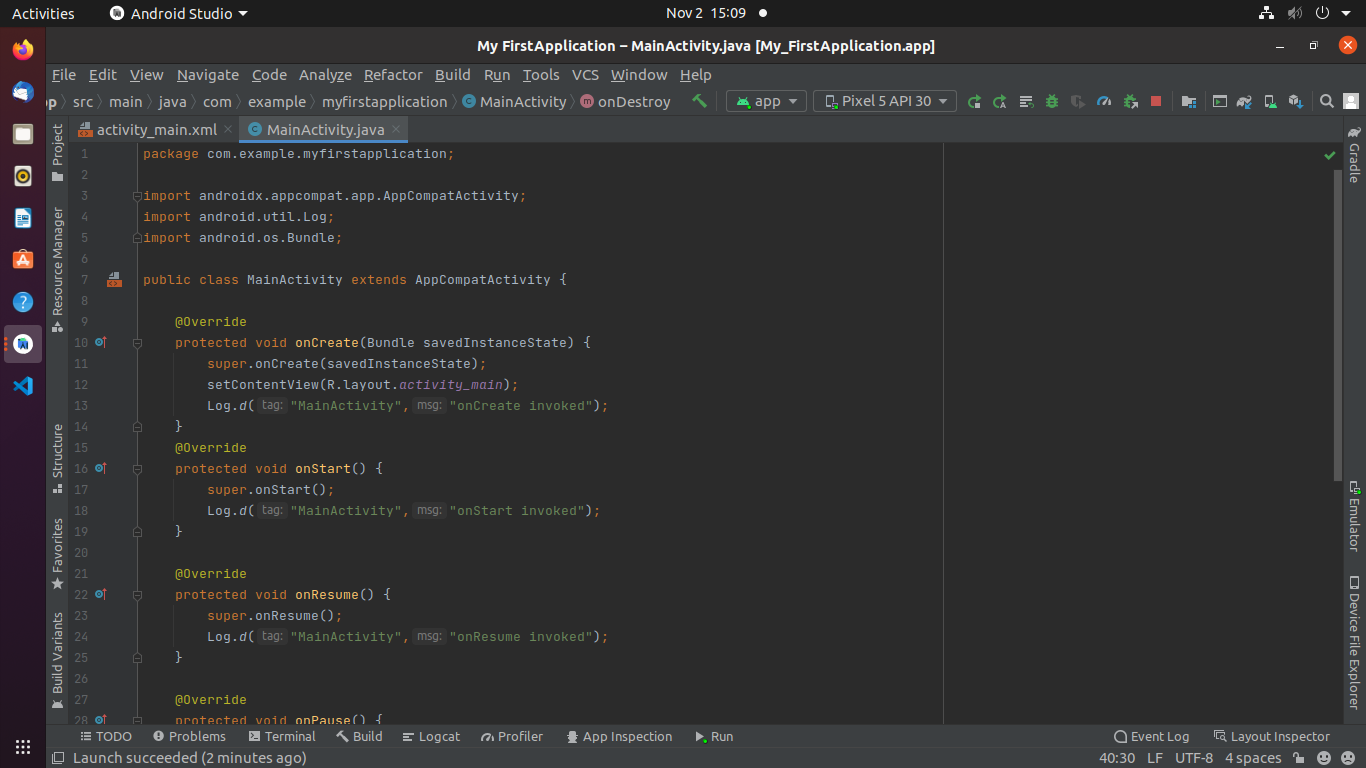 Activities Android Studio Nov 2 15:09
My FirstApplication – MainActivity.java [My_FirstApplication.app]
File Edit View Navigate Code Analyze Refactor Build Run Tools VCS Window Help
src main java com example myfirstapplication MainActivity onDestroy app Pixel 5 API 30
activity_main.xml MainActivity.java
1 package com.example.myfirstapplication;
2
3 import androidx.appcompat.app.AppCompatActivity;
4 import android.util.Log;
5 import android.os.Bundle;
6
7 public class MainActivity extends AppCompatActivity {
8
9 @Override
10 protected void onCreate(Bundle savedInstanceState) {
11 super.onCreate(savedInstanceState);
12 setContentView(R.layout.activity_main);
13 Log.d( tag: "MainActivity", msg: "onCreate invoked");
14 }
15 @Override
16 protected void onStart() {
17 super.onStart();
18 Log.d( tag: "MainActivity", msg: "onStart invoked");
19 }
20
21 @Override
22 protected void onResume() {
23 super.onResume();
24 Log.d( tag: "MainActivity", msg: "onResume invoked");
25 }
26
27 @Override
28 protected void onPause() {
Project
Resource Manager
Structure
Favorites
Build Variants
Gradle
Emulator
Device File Explorer
TODO Problems Terminal Build Logcat Profiler App Inspection Run Event Log Layout Inspector
Launch succeeded (2 minutes ago) 40:30 LF UTF-8 4 spaces